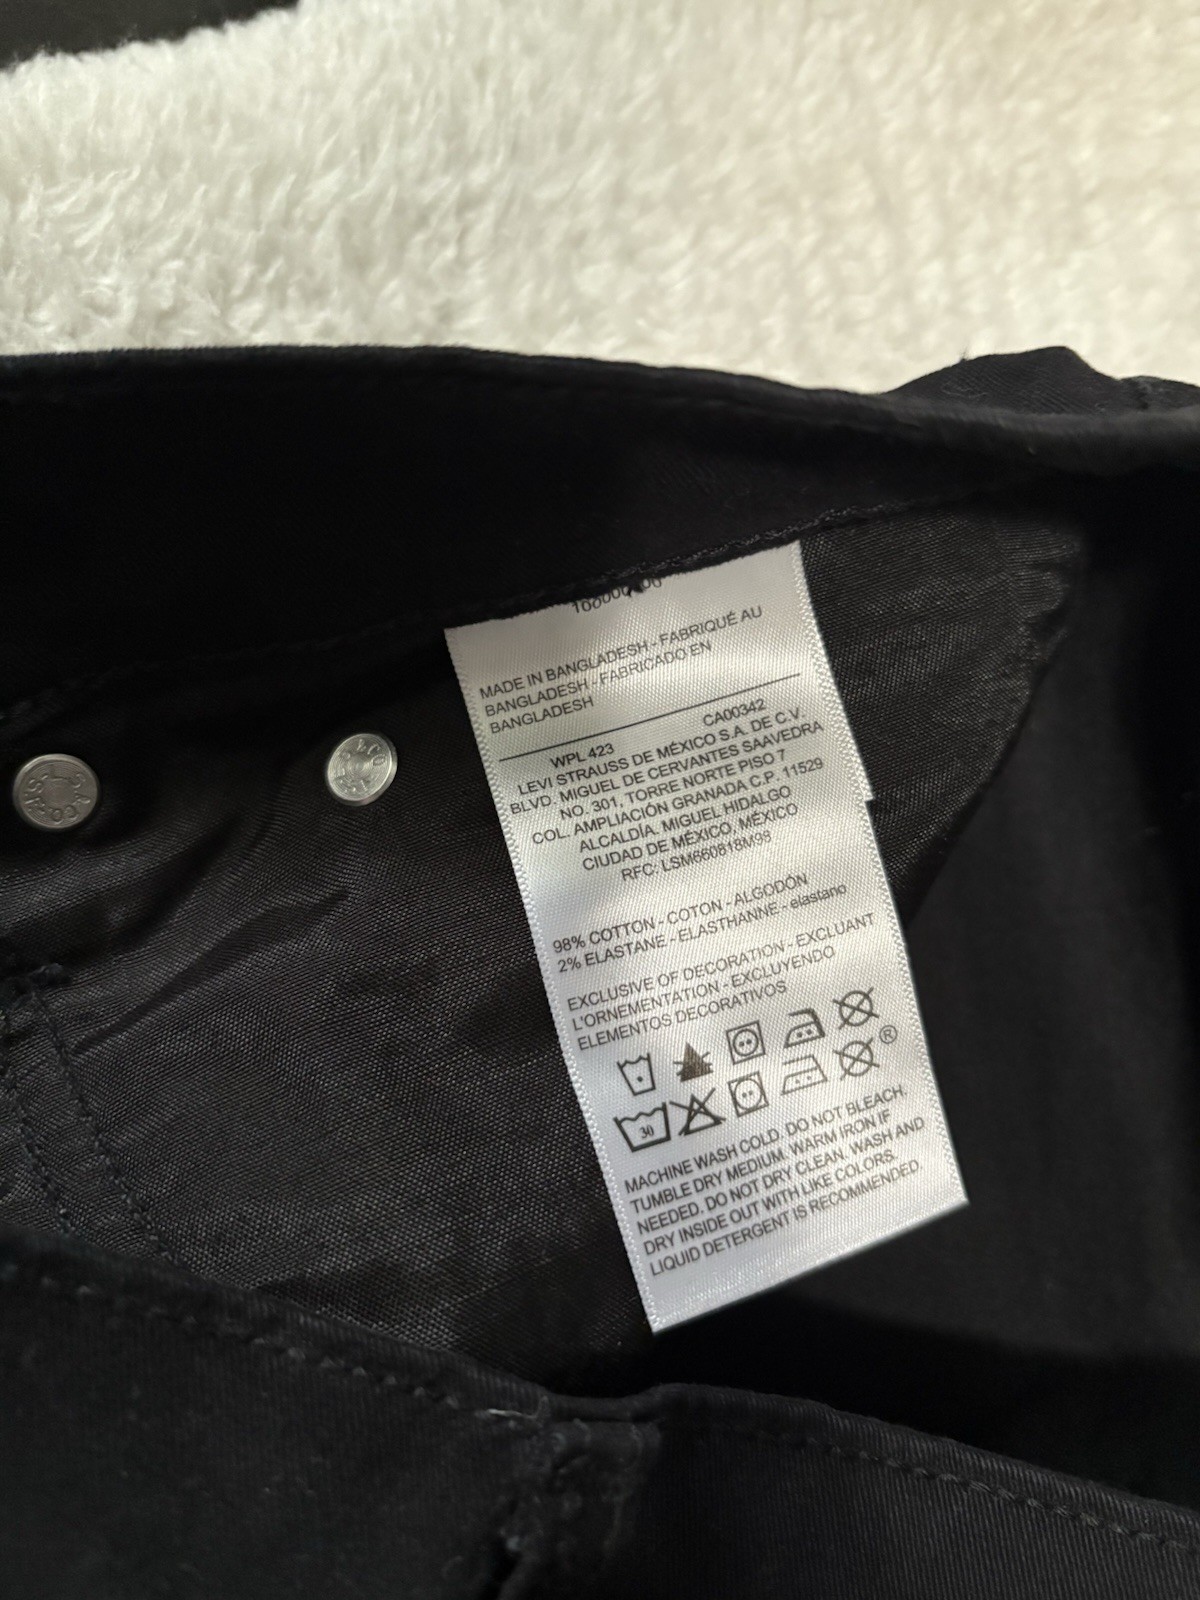 MADE IN BANGLADESH - FABRIQUÉ AU
BANGLADESH - FABRICADO EN
BANGLADESH
WPL 423 CA00342
LEVI STRAUSS DE MÉXICO S.A. DE C.V.
BLVD. MIGUEL DE CERVANTES SAAVEDRA
NO. 301, TORRE NORTE PISO 7
COL. AMPLIACIÓN GRANADA C.P. 11529
ALCALDÍA, MIGUEL HIDALGO
CIUDAD DE MÉXICO, MÉXICO
RFC: LSM660818M98
98% COTTON - COTON - ALGODÓN
2% ELASTANE - ELASTHANNE - elastano
EXCLUSIVE OF DECORATION - EXCLUANT
L'ORNEMENTATION - EXCLUYENDO
ELEMENTOS DECORATIVOS
®
30
MACHINE WASH COLD. DO NOT BLEACH.
TUMBLE DRY MEDIUM. WARM IRON IF
NEEDED. DO NOT DRY CLEAN. WASH AND
DRY INSIDE OUT WITH LIKE COLORS.
LIQUID DETERGENT IS RECOMMENDED.